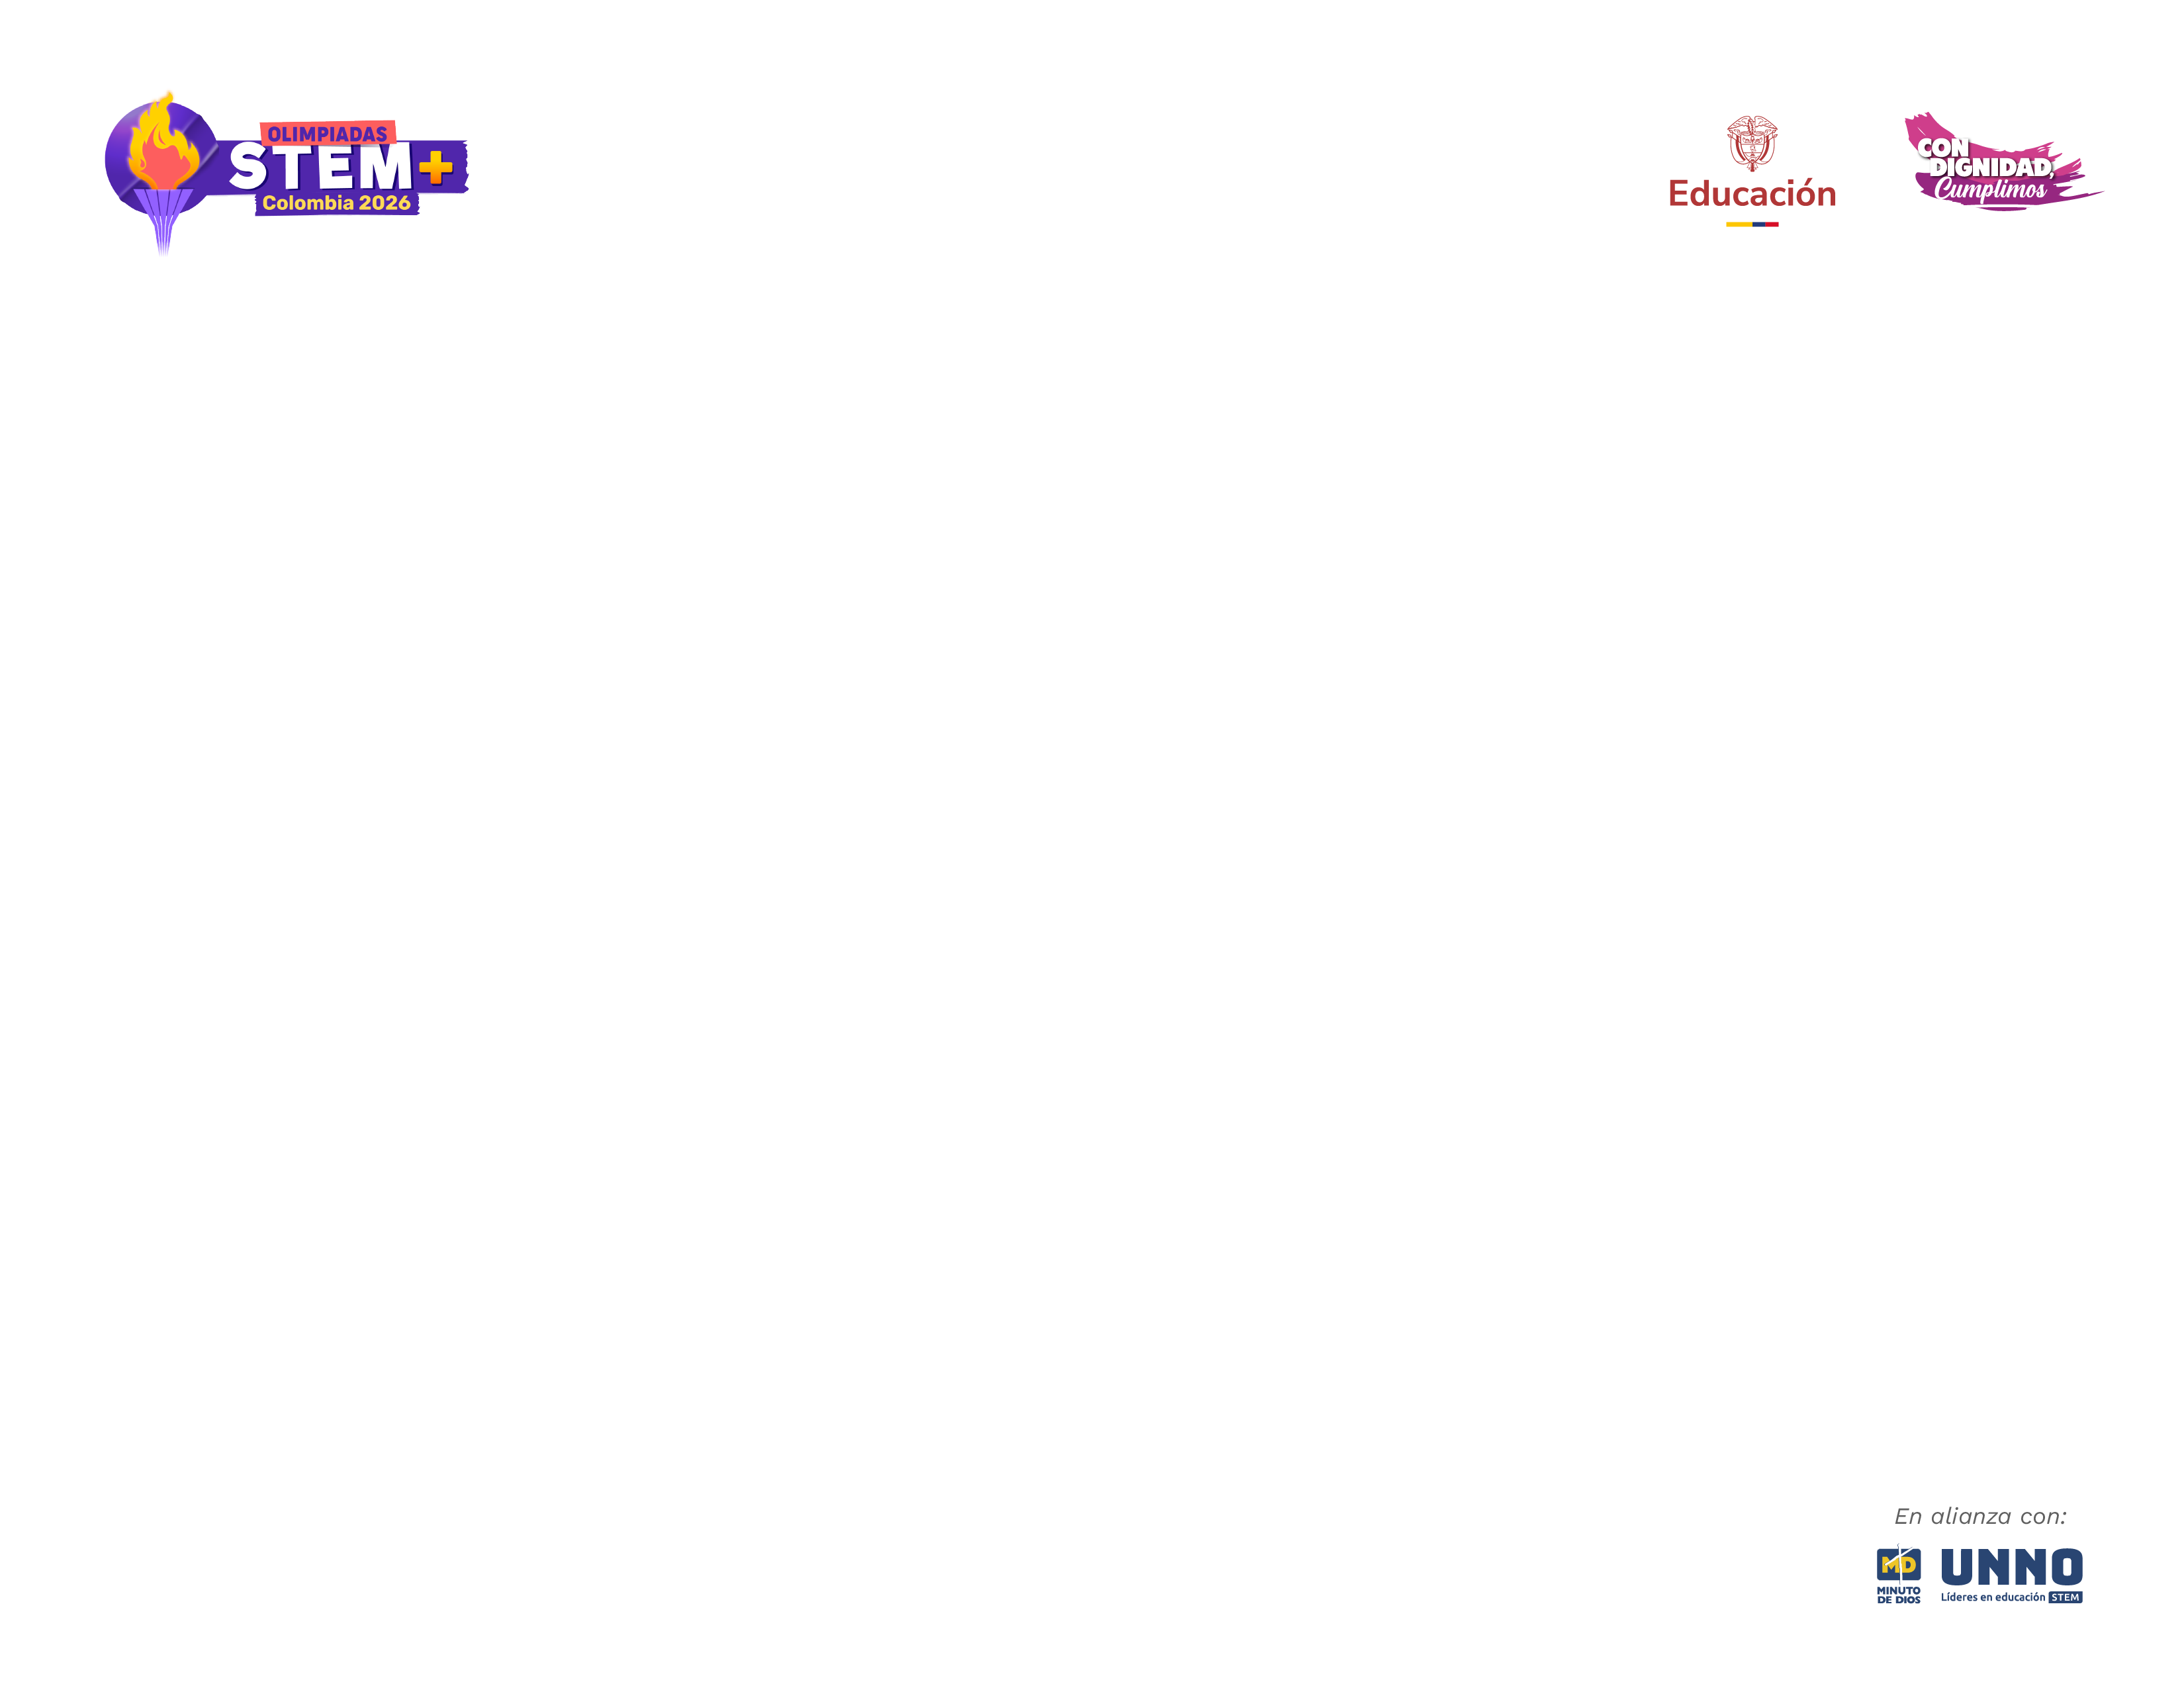 OLIMPIADAS
STEM+
Colombia 2026
Educación
CON
DIGNIDAD,
Cumplimos
En alianza con:
MD
MINUTO
DE DIOS
UNNO
Líderes en educación STEM